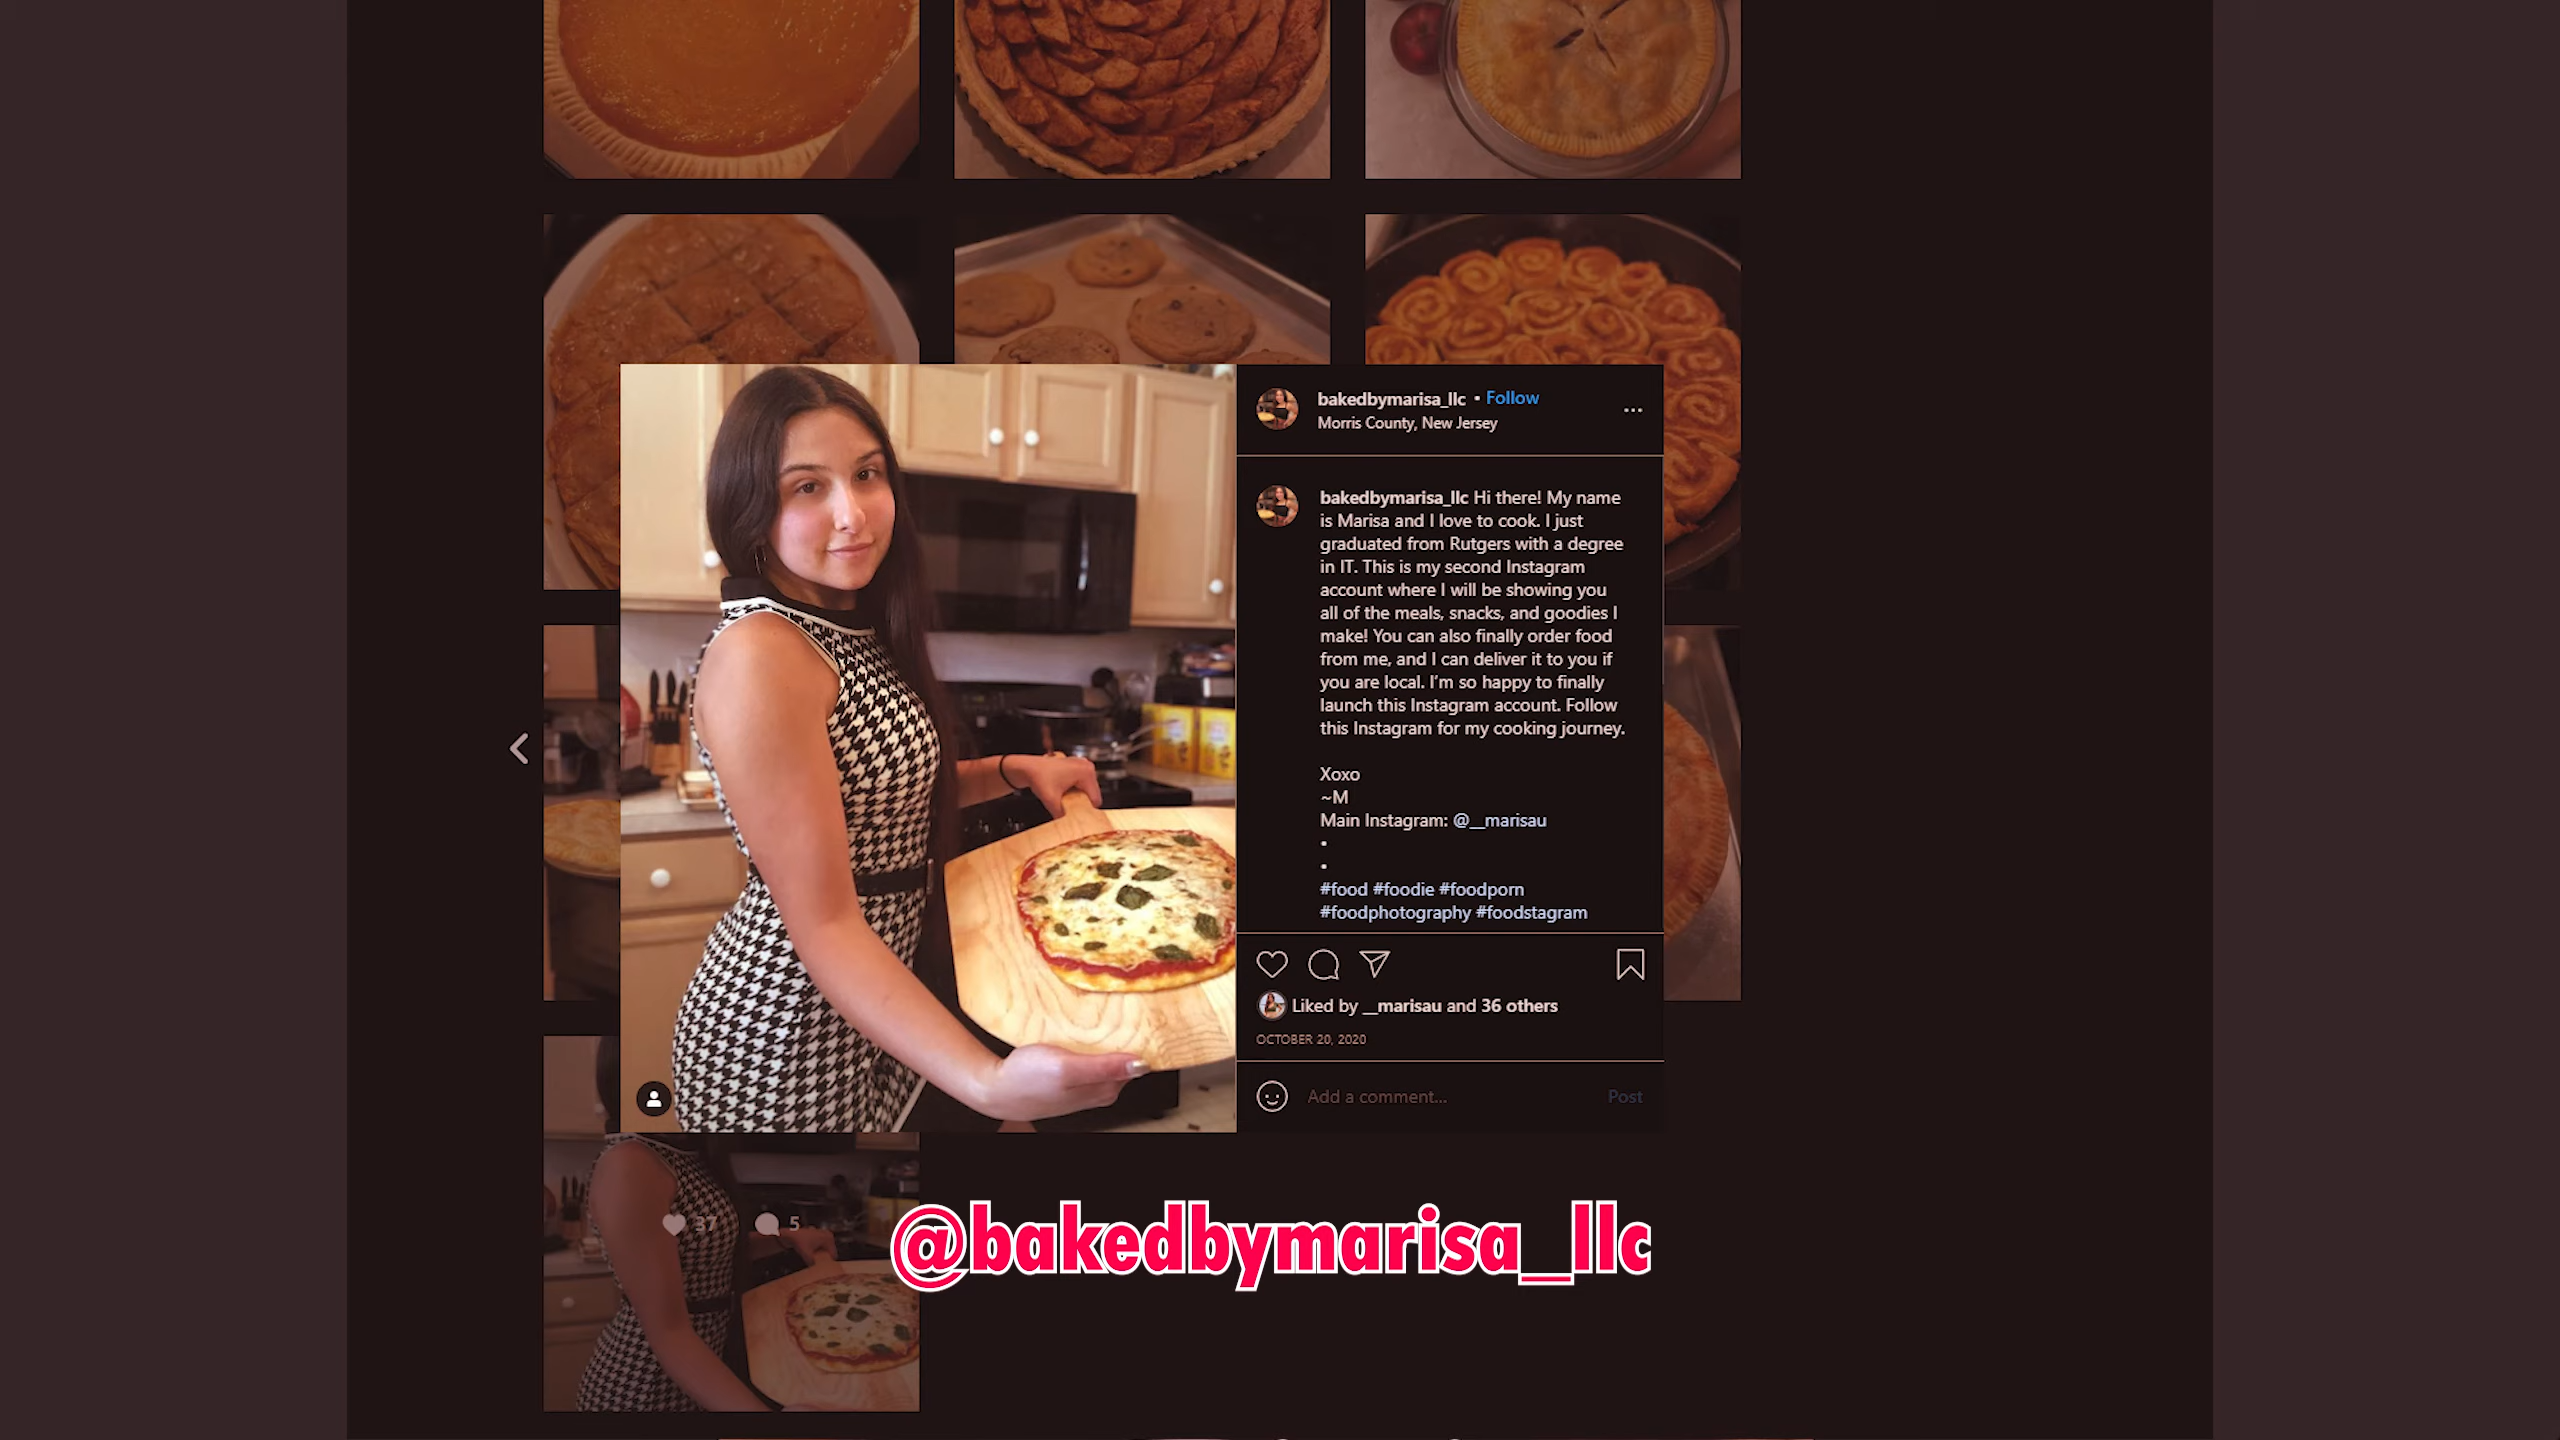 bakedbymarisa_llc • Follow
Morris County, New Jersey
...
bakedbymarisa_llc Hi there! My name
is Marisa and I love to cook. I just
graduated from Rutgers with a degree
in IT. This is my second Instagram
account where I will be showing you
all of the meals, snacks, and goodies I
make! You can also finally order food
from me, and I can deliver it to you if
you are local. I'm so happy to finally
launch this Instagram account. Follow
this Instagram for my cooking journey.
Xoxo
~M
Main Instagram: @__marisau
•
•
#food #foodie #foodporn
#foodphotography #foodstagram
Liked by __marisau and 36 others
OCTOBER 20, 2020
Add a comment... Post
37 5
@bakedbymarisa_llc